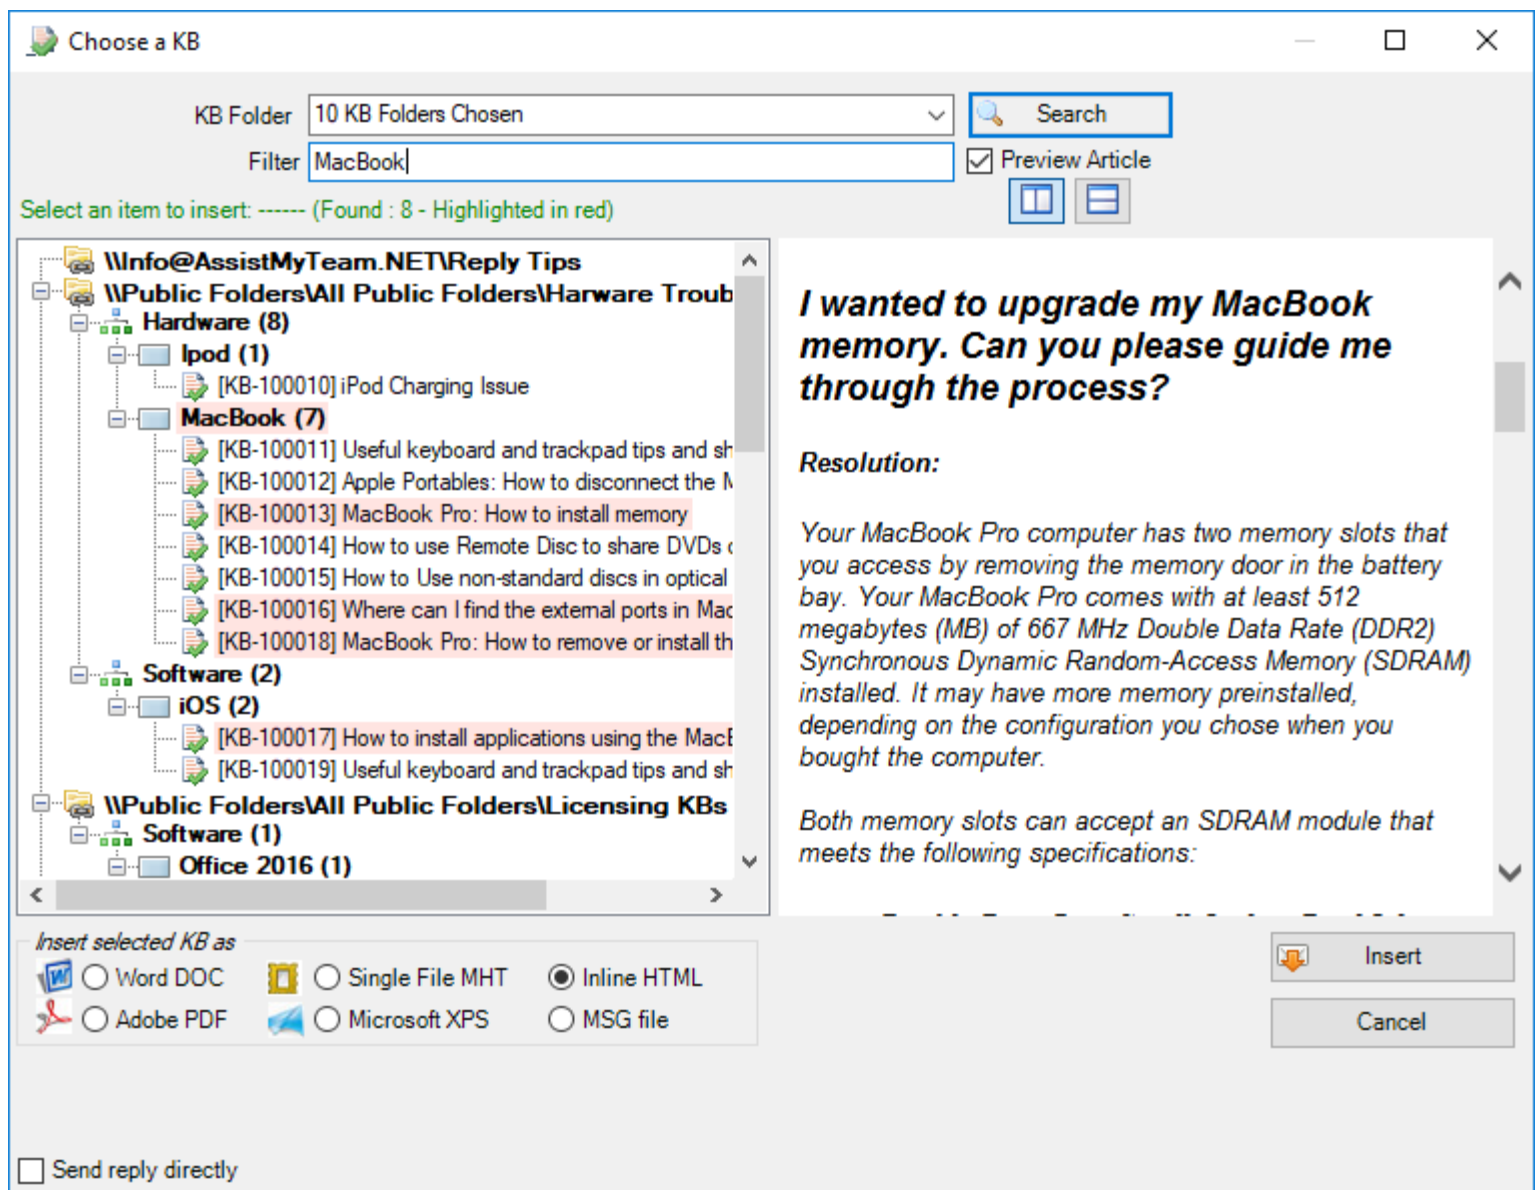 Choose a KB
KB Folder
10 KB Folders Chosen
Search
Filter
MacBook
Preview Article
Select an item to insert: ------ (Found : 8 - Highlighted in red)
\\Info@AssistMyTeam.NET\Reply Tips
\\Public Folders\All Public Folders\Harware Troub
Hardware (8)
Ipod (1)
[KB-100010] iPod Charging Issue
MacBook (7)
[KB-100011] Useful keyboard and trackpad tips and sh
[KB-100012] Apple Portables: How to disconnect the M
[KB-100013] MacBook Pro: How to install memory
[KB-100014] How to use Remote Disc to share DVDs
[KB-100015] How to Use non-standard discs in optical
[KB-100016] Where can I find the external ports in Mac
[KB-100018] MacBook Pro: How to remove or install th
Software (2)
iOS (2)
[KB-100017] How to install applications using the MacB
[KB-100019] Useful keyboard and trackpad tips and sh
\\Public Folders\All Public Folders\Licensing KBs
Software (1)
Office 2016 (1)
I wanted to upgrade my MacBook
memory. Can you please guide me
through the process?
Resolution:
Your MacBook Pro computer has two memory slots that
you access by removing the memory door in the battery
bay. Your MacBook Pro comes with at least 512
megabytes (MB) of 667 MHz Double Data Rate (DDR2)
Synchronous Dynamic Random-Access Memory (SDRAM)
installed. It may have more memory preinstalled,
depending on the configuration you chose when you
bought the computer.
Both memory slots can accept an SDRAM module that
meets the following specifications:
Insert selected KB as
Word DOC
Single File MHT
Inline HTML
Adobe PDF
Microsoft XPS
MSG file
Insert
Cancel
Send reply directly